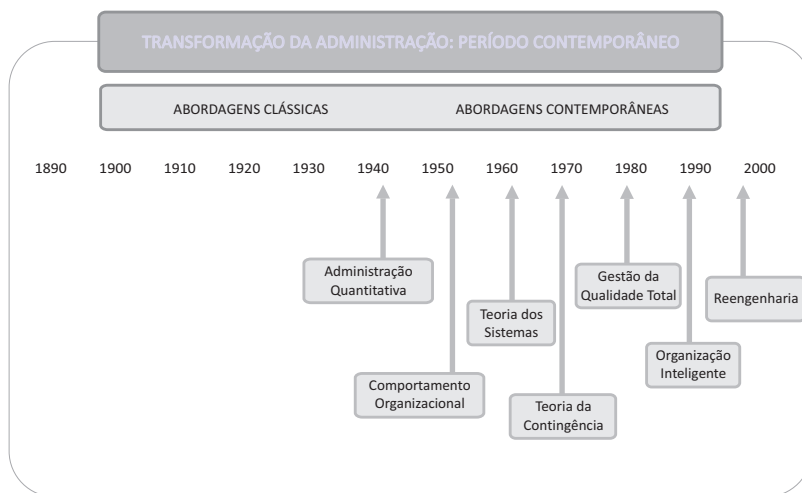 TRANSFORMAÇÃO DA ADMINISTRAÇÃO: PERÍODO CONTEMPORÂNEO
ABORDAGENS CLÁSSICAS
ABORDAGENS CONTEMPORÂNEAS
1890 1900 1910 1920 1930 1940 1950 1960 1970 1980 1990 2000
Administração
Quantitativa
Gestão da
Qualidade Total
Reengenharia
Teoria dos
Sistemas
Organização
Inteligente
Comportamento
Organizacional
Teoria da
Contingência